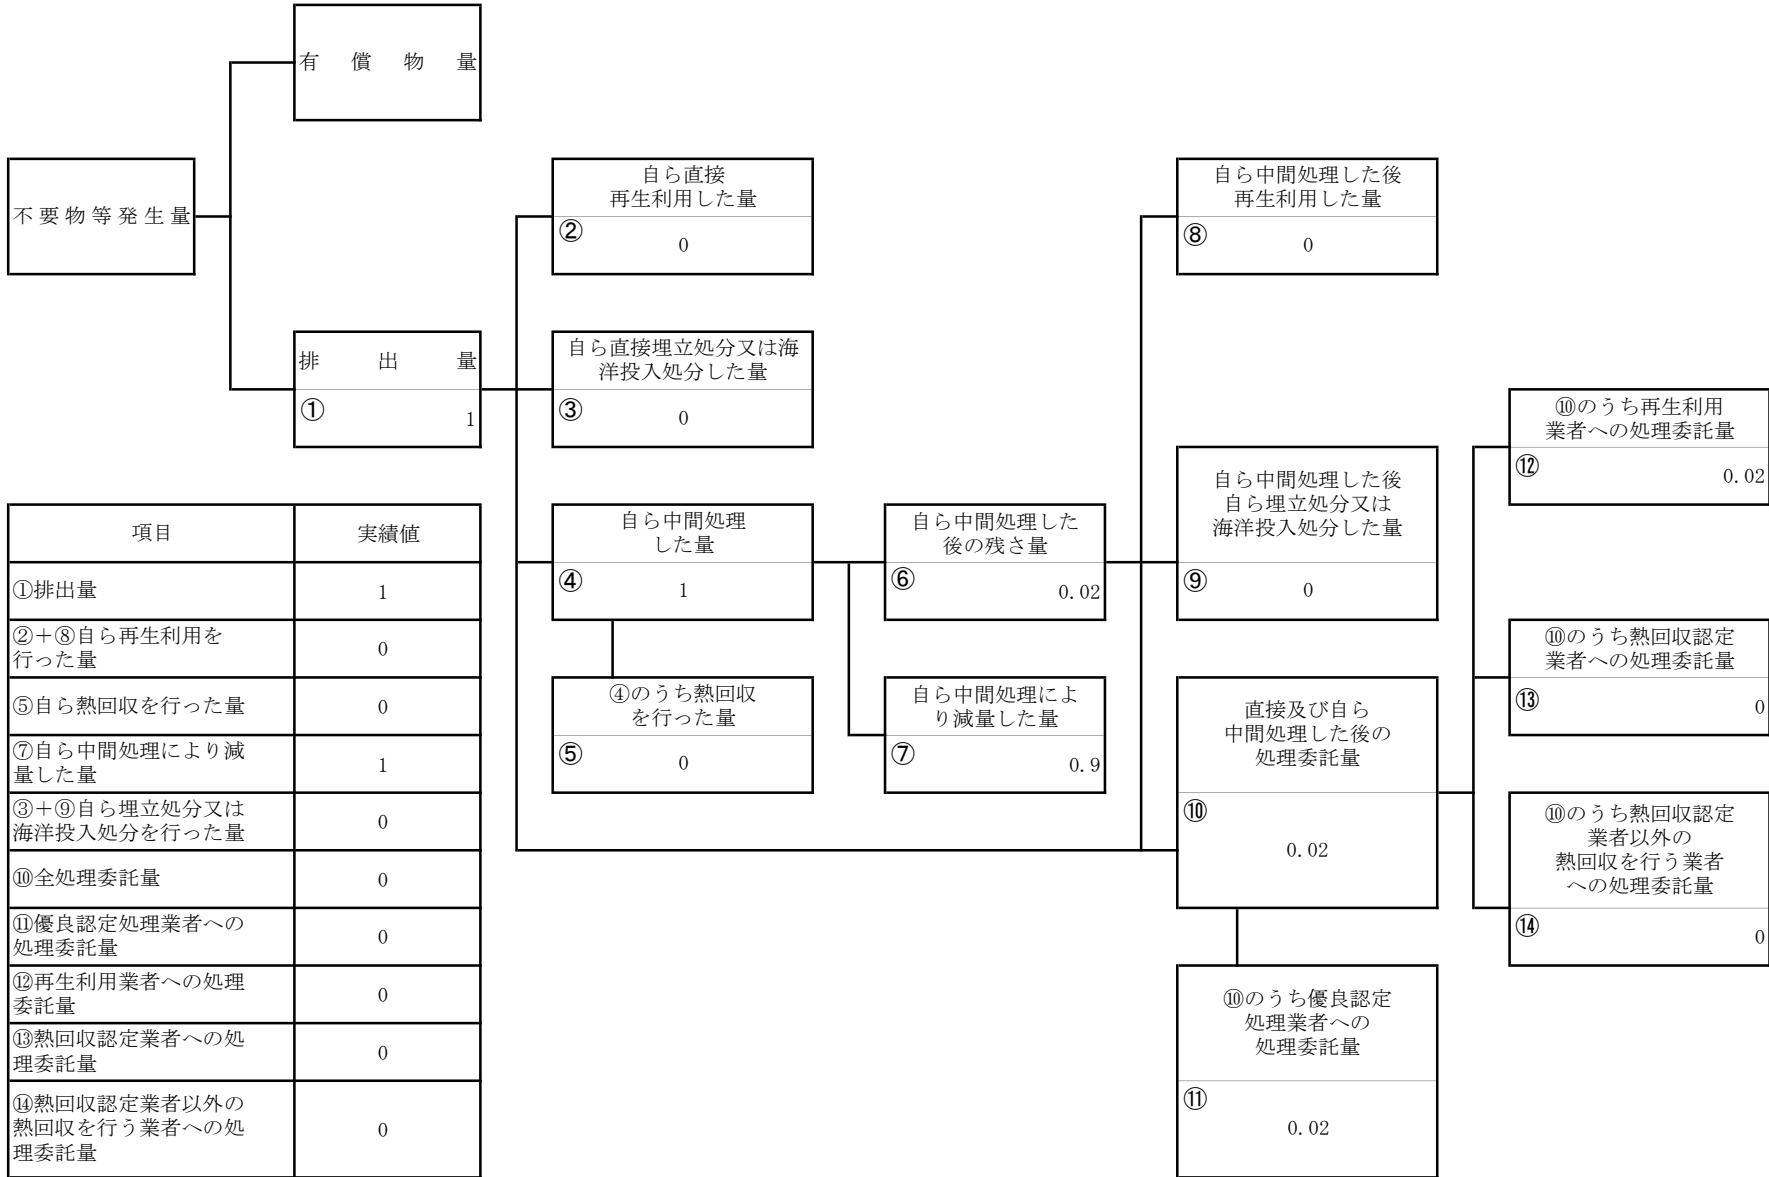 有償物量
不要物等発生量
排出量
①
1
自ら直接
再生利用した量
②
0
自ら直接埋立処分又は海
洋投入処分した量
③
0
自ら中間処理
した量
④
1
④のうち熱回収
を行った量
⑤
0
自ら中間処理した
後の残さ量
⑥
0.02
自ら中間処理によ
り減量した量
⑦
0.9
自ら中間処理した後
再生利用した量
⑧
0
自ら中間処理した後
自ら埋立処分又は
海洋投入処分した量
⑨
0
直接及び自ら
中間処理した後の
処理委託量
⑩
0.02
⑩のうち優良認定
処理業者への
処理委託量
⑪
0.02
⑩のうち再生利用
業者への処理委託量
⑫
0.02
⑩のうち熱回収認定
業者への処理委託量
⑬
0
⑩のうち熱回収認定
業者以外の
熱回収を行う業者
への処理委託量
⑭
0
項目 実績値
①排出量 1
②＋⑧自ら再生利用を
行った量 0
⑤自ら熱回収を行った量 0
⑦自ら中間処理により減
量した量 1
③＋⑨自ら埋立処分又は
海洋投入処分を行った量 0
⑩全処理委託量 0
⑪優良認定処理業者への
処理委託量 0
⑫再生利用業者への処理
委託量 0
⑬熱回収認定業者への処
理委託量 0
⑭熱回収認定業者以外の
熱回収を行う業者への処 0
理委託量